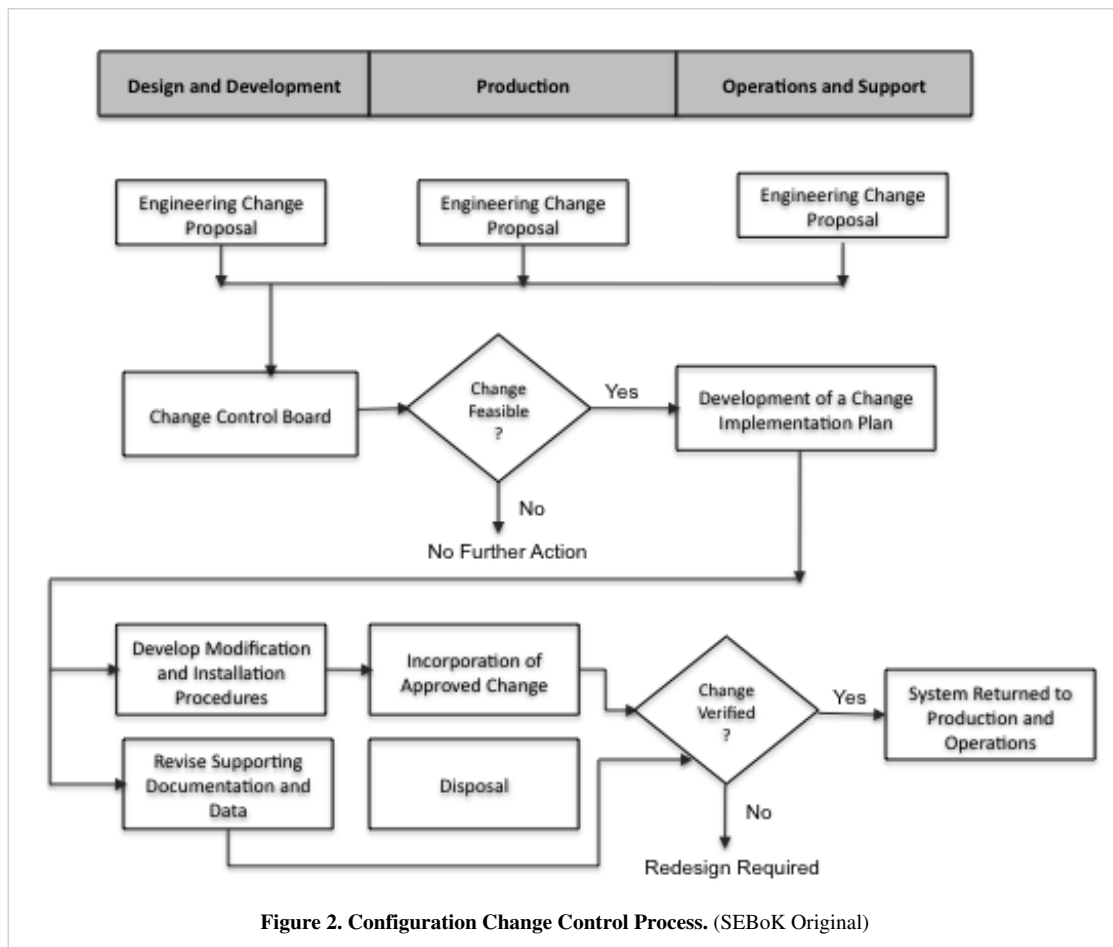 Design and Development
Production
Operations and Support
Engineering Change
Proposal
Engineering Change
Proposal
Engineering Change
Proposal
Change Control Board
Change
Feasible
?
Yes
Development of a Change
Implementation Plan
No
No Further Action
Develop Modification
and Installation
Procedures
Incorporation of
Approved Change
Change
Verified
?
Yes
System Returned to
Production and
Operations
Revise Supporting
Documentation and
Data
Disposal
No
Redesign Required
Figure 2. Configuration Change Control Process. (SEBoK Original)